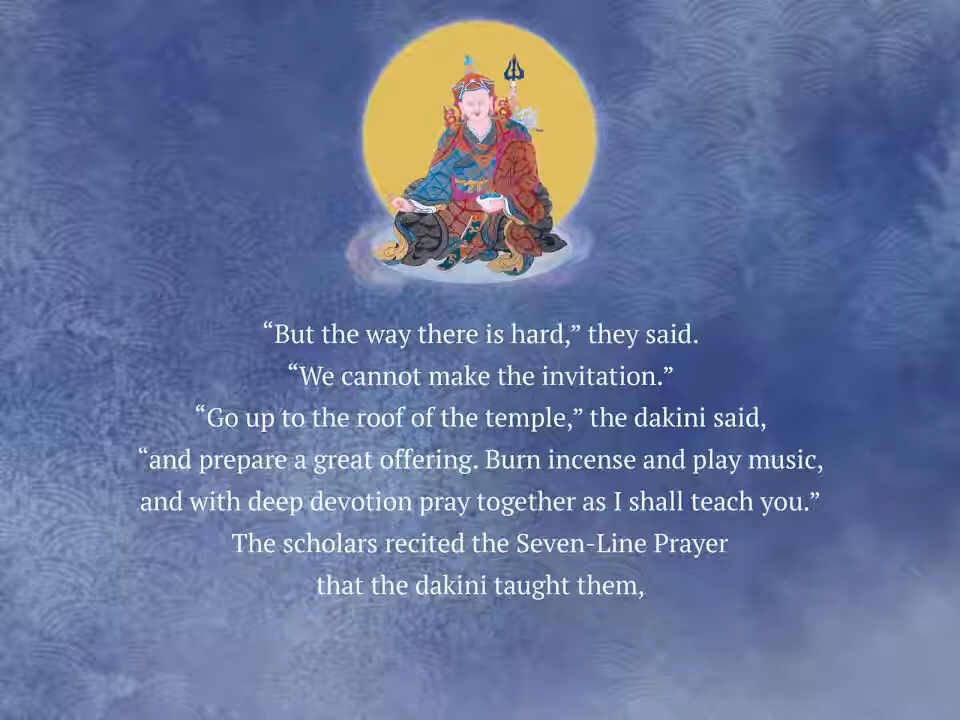 “But the way there is hard,” they said.
“We cannot make the invitation.”
“Go up to the roof of the temple,” the dakini said,
“and prepare a great offering. Burn incense and play music,
and with deep devotion pray together as I shall teach you.”
The scholars recited the Seven-Line Prayer
that the dakini taught them,